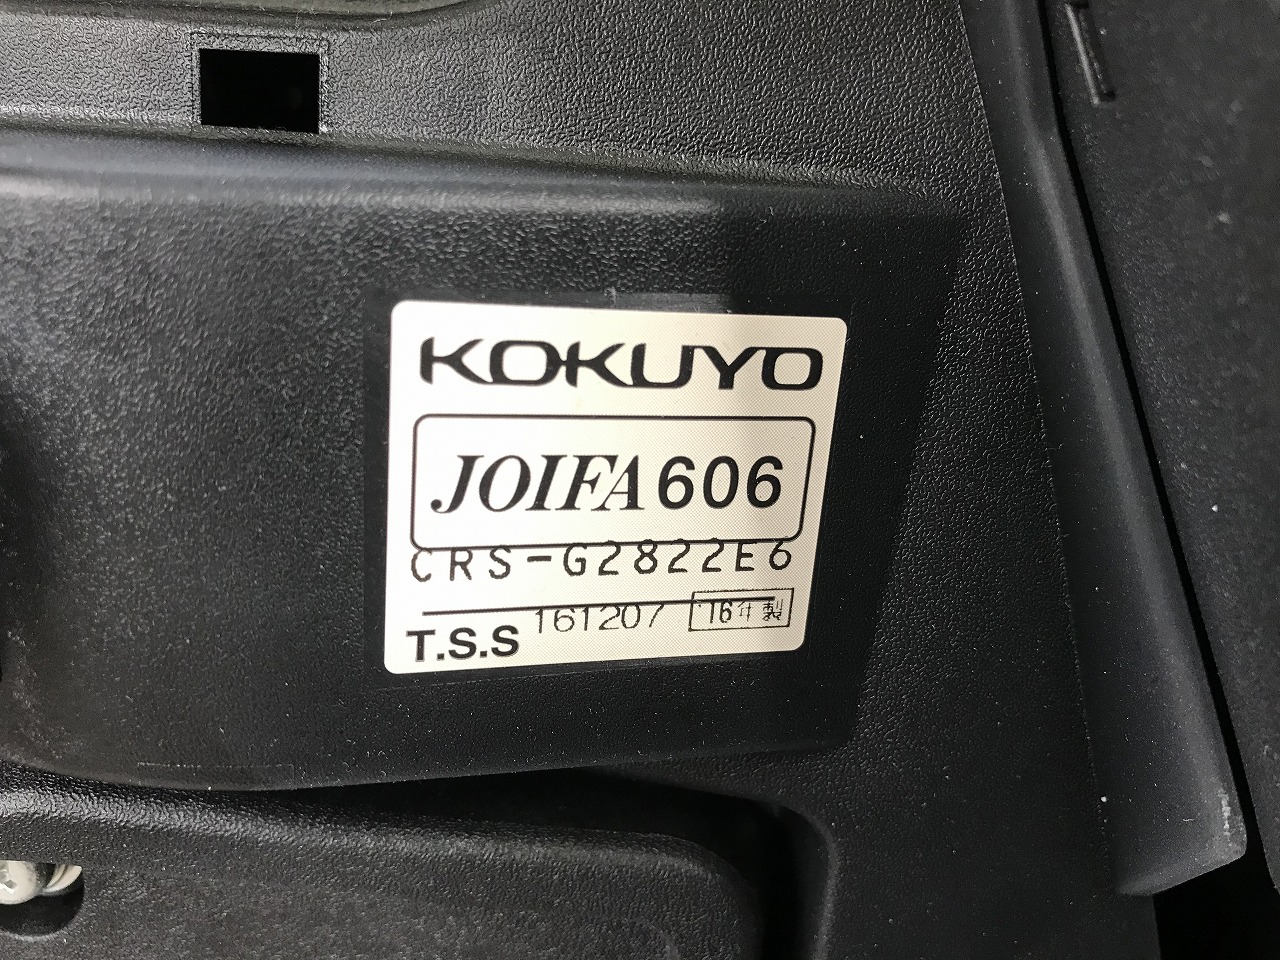 KOKUYO
JOIFA 606
CRS-G2822E6
T.S.S 161207 '16年製